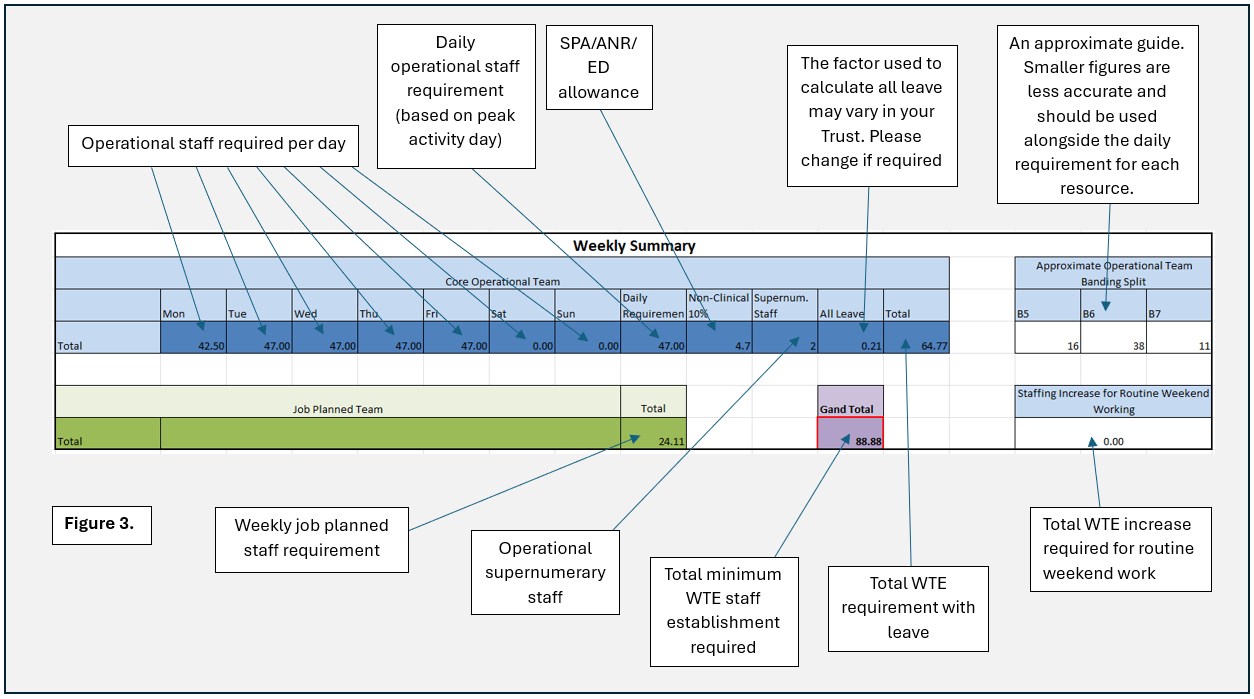 Daily
operational staff
requirement
(based on peak
activity day)
SPA/ANR/
ED
allowance
The factor used to
calculate all leave
may vary in your
Trust. Please
change if required
An approximate guide.
Smaller figures are
less accurate and
should be used
alongside the daily
requirement for each
resource.
Operational staff required per day
Weekly Summary
Core Operational Team
Approximate Operational Team
Banding Split
Mon Tue Wed Thu Fri Sat Sun Daily Requiremen Non-Clinical 10% Supernum. Staff All Leave Total B5 B6 B7
Total 42.50 47.00 47.00 47.00 47.00 0.00 0.00 47.00 4.7 2 0.21 64.77 16 38 11
Job Planned Team Total Gand Total
Staffing Increase for Routine Weekend
Working
Total 24.11 88.88 0.00
Figure 3.
Weekly job planned
staff requirement
Operational
supernumerary
staff
Total minimum
WTE staff
establishment
required
Total WTE
requirement with
leave
Total WTE increase
required for routine
weekend work